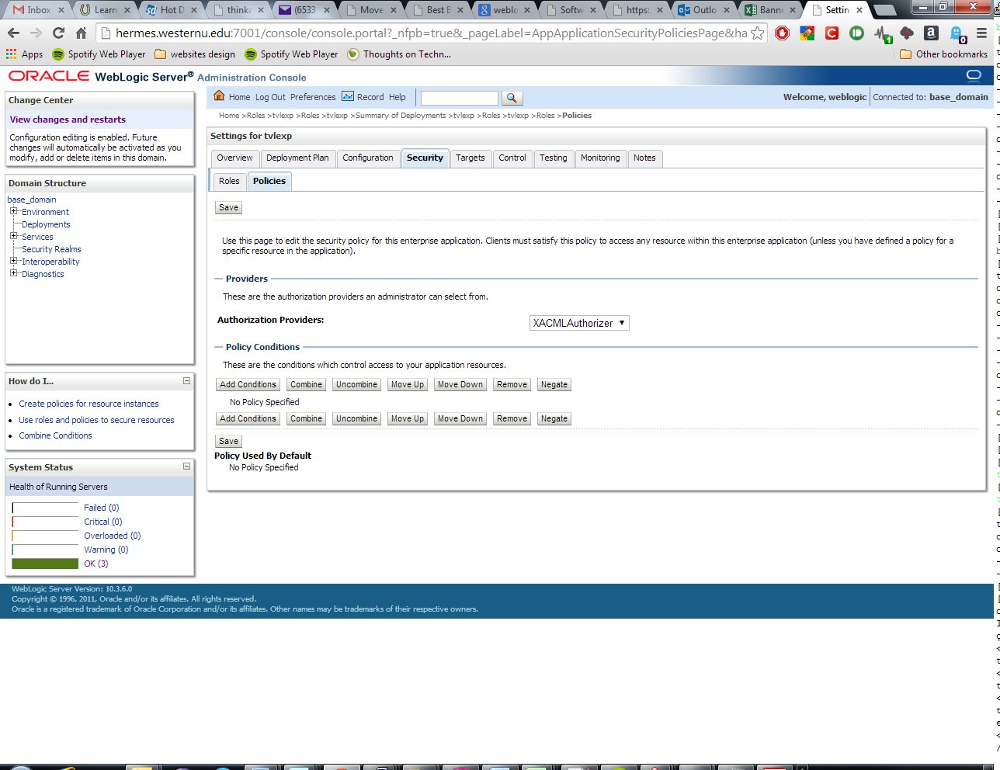 Inbox Learn Hot D think (6533 Move Best B weblo Softw https: Outlo Bann Settin
hermes.westernu.edu:7001/console/console.portal?_nfpb=true&_pageLabel=AppApplicationSecurityPoliciesPage&ha
Apps Spotify Web Player websites design Spotify Web Player Thoughts on Techn... Other bookmarks
ORACLE WebLogic Server® Administration Console
Change Center
View changes and restarts
Configuration editing is enabled. Future
changes will automatically be activated as you
modify, add or delete items in this domain.
Domain Structure
base_domain
Environment
Deployments
Services
Security Realms
Interoperability
Diagnostics
How do I...
Create policies for resource instances
Use roles and policies to secure resources
Combine Conditions
System Status
Health of Running Servers
Failed (0)
Critical (0)
Overloaded (0)
Warning (0)
OK (3)
Home Log Out Preferences Record Help
Welcome, weblogic Connected to: base_domain
Home >Roles >tvlexp >Roles >tvlexp >Summary of Deployments >tvlexp >Roles >tvlexp >Roles >Policies
Settings for tvlexp
Overview Deployment Plan Configuration Security Targets Control Testing Monitoring Notes
Roles Policies
Save
Use this page to edit the security policy for this enterprise application. Clients must satisfy this policy to access any resource within this enterprise application (unless you have defined a policy for a
specific resource in the application).
Providers
These are the authorization providers an administrator can select from.
Authorization Providers: XACMLAuthorizer
Policy Conditions
These are the conditions which control access to your application resources.
Add Conditions Combine Uncombine Move Up Move Down Remove Negate
No Policy Specified
Add Conditions Combine Uncombine Move Up Move Down Remove Negate
Save
Policy Used By Default
No Policy Specified
WebLogic Server Version: 10.3.6.0
Copyright © 1996, 2011, Oracle and/or its affiliates. All rights reserved.
Oracle is a registered trademark of Oracle Corporation and/or its affiliates. Other names may be trademarks of their respective owners.